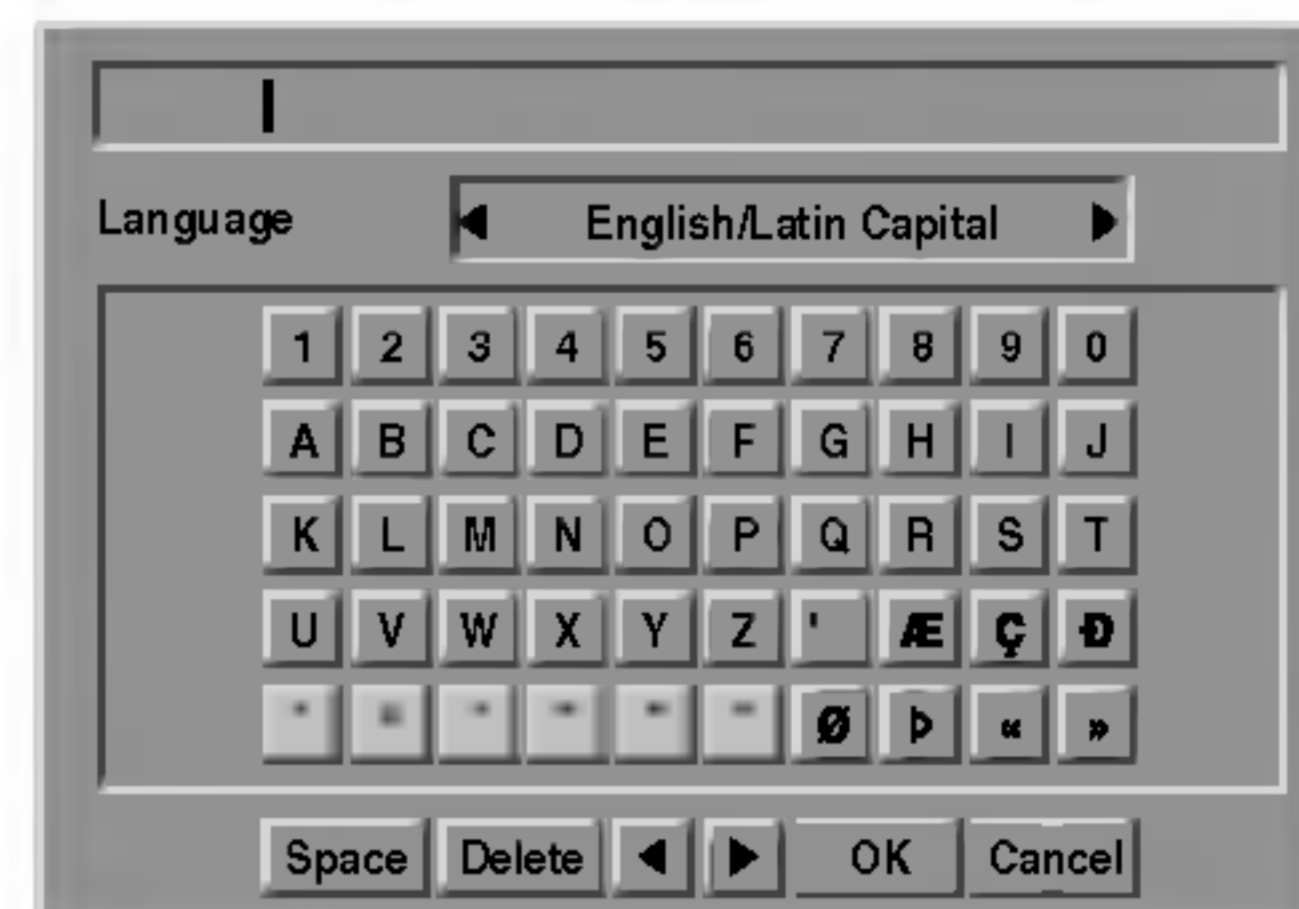 Language English/Latin Capital
1 2 3 4 5 6 7 8 9 0
A B C D E F G H I J
K L M N O P Q R S T
U V W X Y Z ' Æ Ç Ð
Ø Þ « »
Space Delete OK Cancel